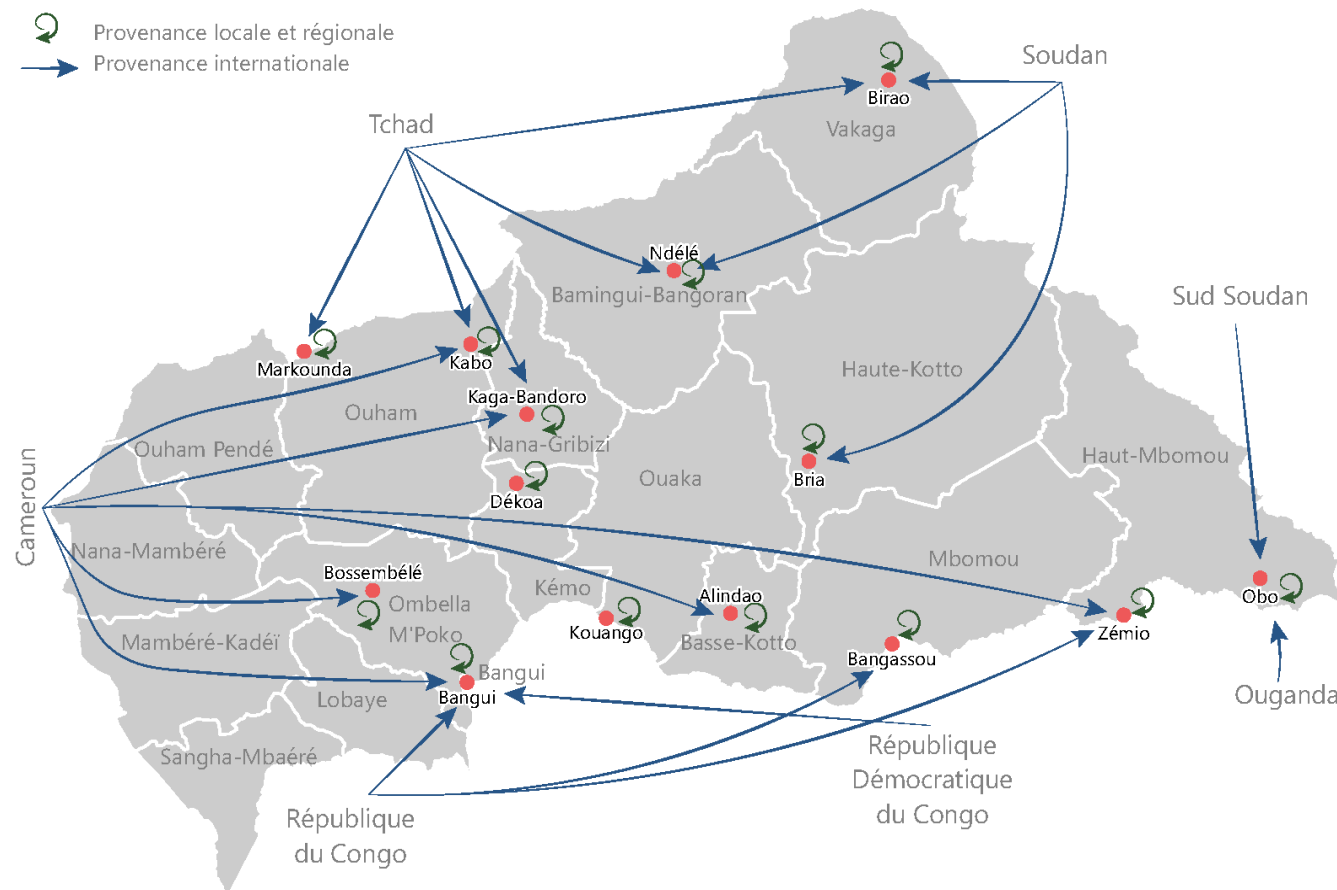 Provenance locale et régionale
Provenance internationale
Soudan
Birao
Vakaga
Tchad
Ndélé
Bamingui-Bangoran
Sud Soudan
Markounda
Kabo
Haute-Kotto
Kaga-Bandoro
Ouham
Ouham Pendé
Nana-Gribizi
Haut-Mbomou
Ouaka
Bria
Dékoa
Cameroun
Nana-Mambéré
Mbomou
Bossembélé
Kémo
Alindao
Obo
Ombella
M'Poko
Kouango
Basse-Kotto
Zémio
Mambéré-Kadéï
Bangassou
Bangui
Bangui
Lobaye
Ouganda
Sangha-Mbaéré
République
Démocratique
du Congo
République
du Congo